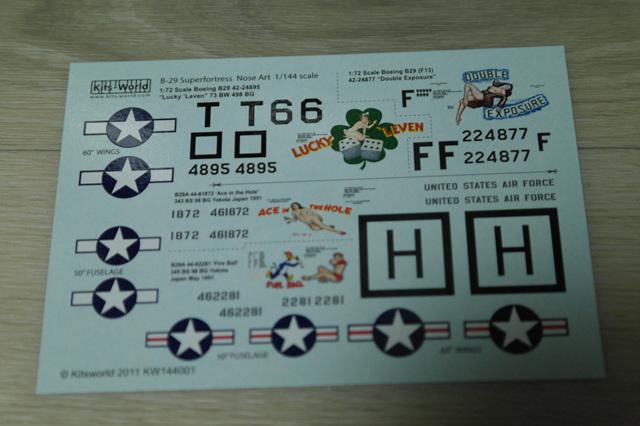 Kits-World
www.kits-world.com
B-29 Superfortress Nose Art 1/144 scale
1:72 Scale Boeing B29 42-24895
"Lucky 'Leven" 73 BW 498 BG
1:72 Scale Boeing B29 (F13)
42-24877 "Double Exposure"
T T66
F
DOUBLE
EXPOSURE
LUCKY LEVEN
60" WINGS
4895 4895
FF
224877
224877
F
B29A 44-61872 'Ace in the Hole'
343 BS 98 BG Yokota Japan 1951
UNITED STATES AIR FORCE
UNITED STATES AIR FORCE
1872 461872
1872 461872
ACE IN THE HOLE
H H
50" FUSELAGE
B29A 44-62281 'Fire Ball'
345 BS 98 BG Yokota
Japan May 1951
462281
462281
2281 2281
50" FUSELAGE
WINGS
© Kitsworld 2011 KW144001